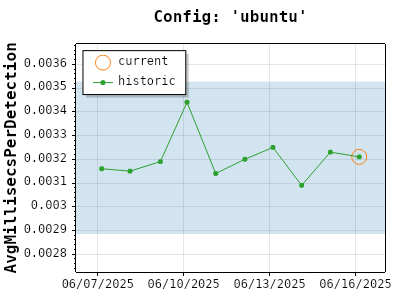 Config: 'ubuntu'
AvgMillisecsPerDetection
current
historic
0.0036
0.0035
0.0034
0.0033
0.0032
0.0031
0.003
0.0029
0.0028
06/07/2025 06/10/2025 06/13/2025 06/16/2025